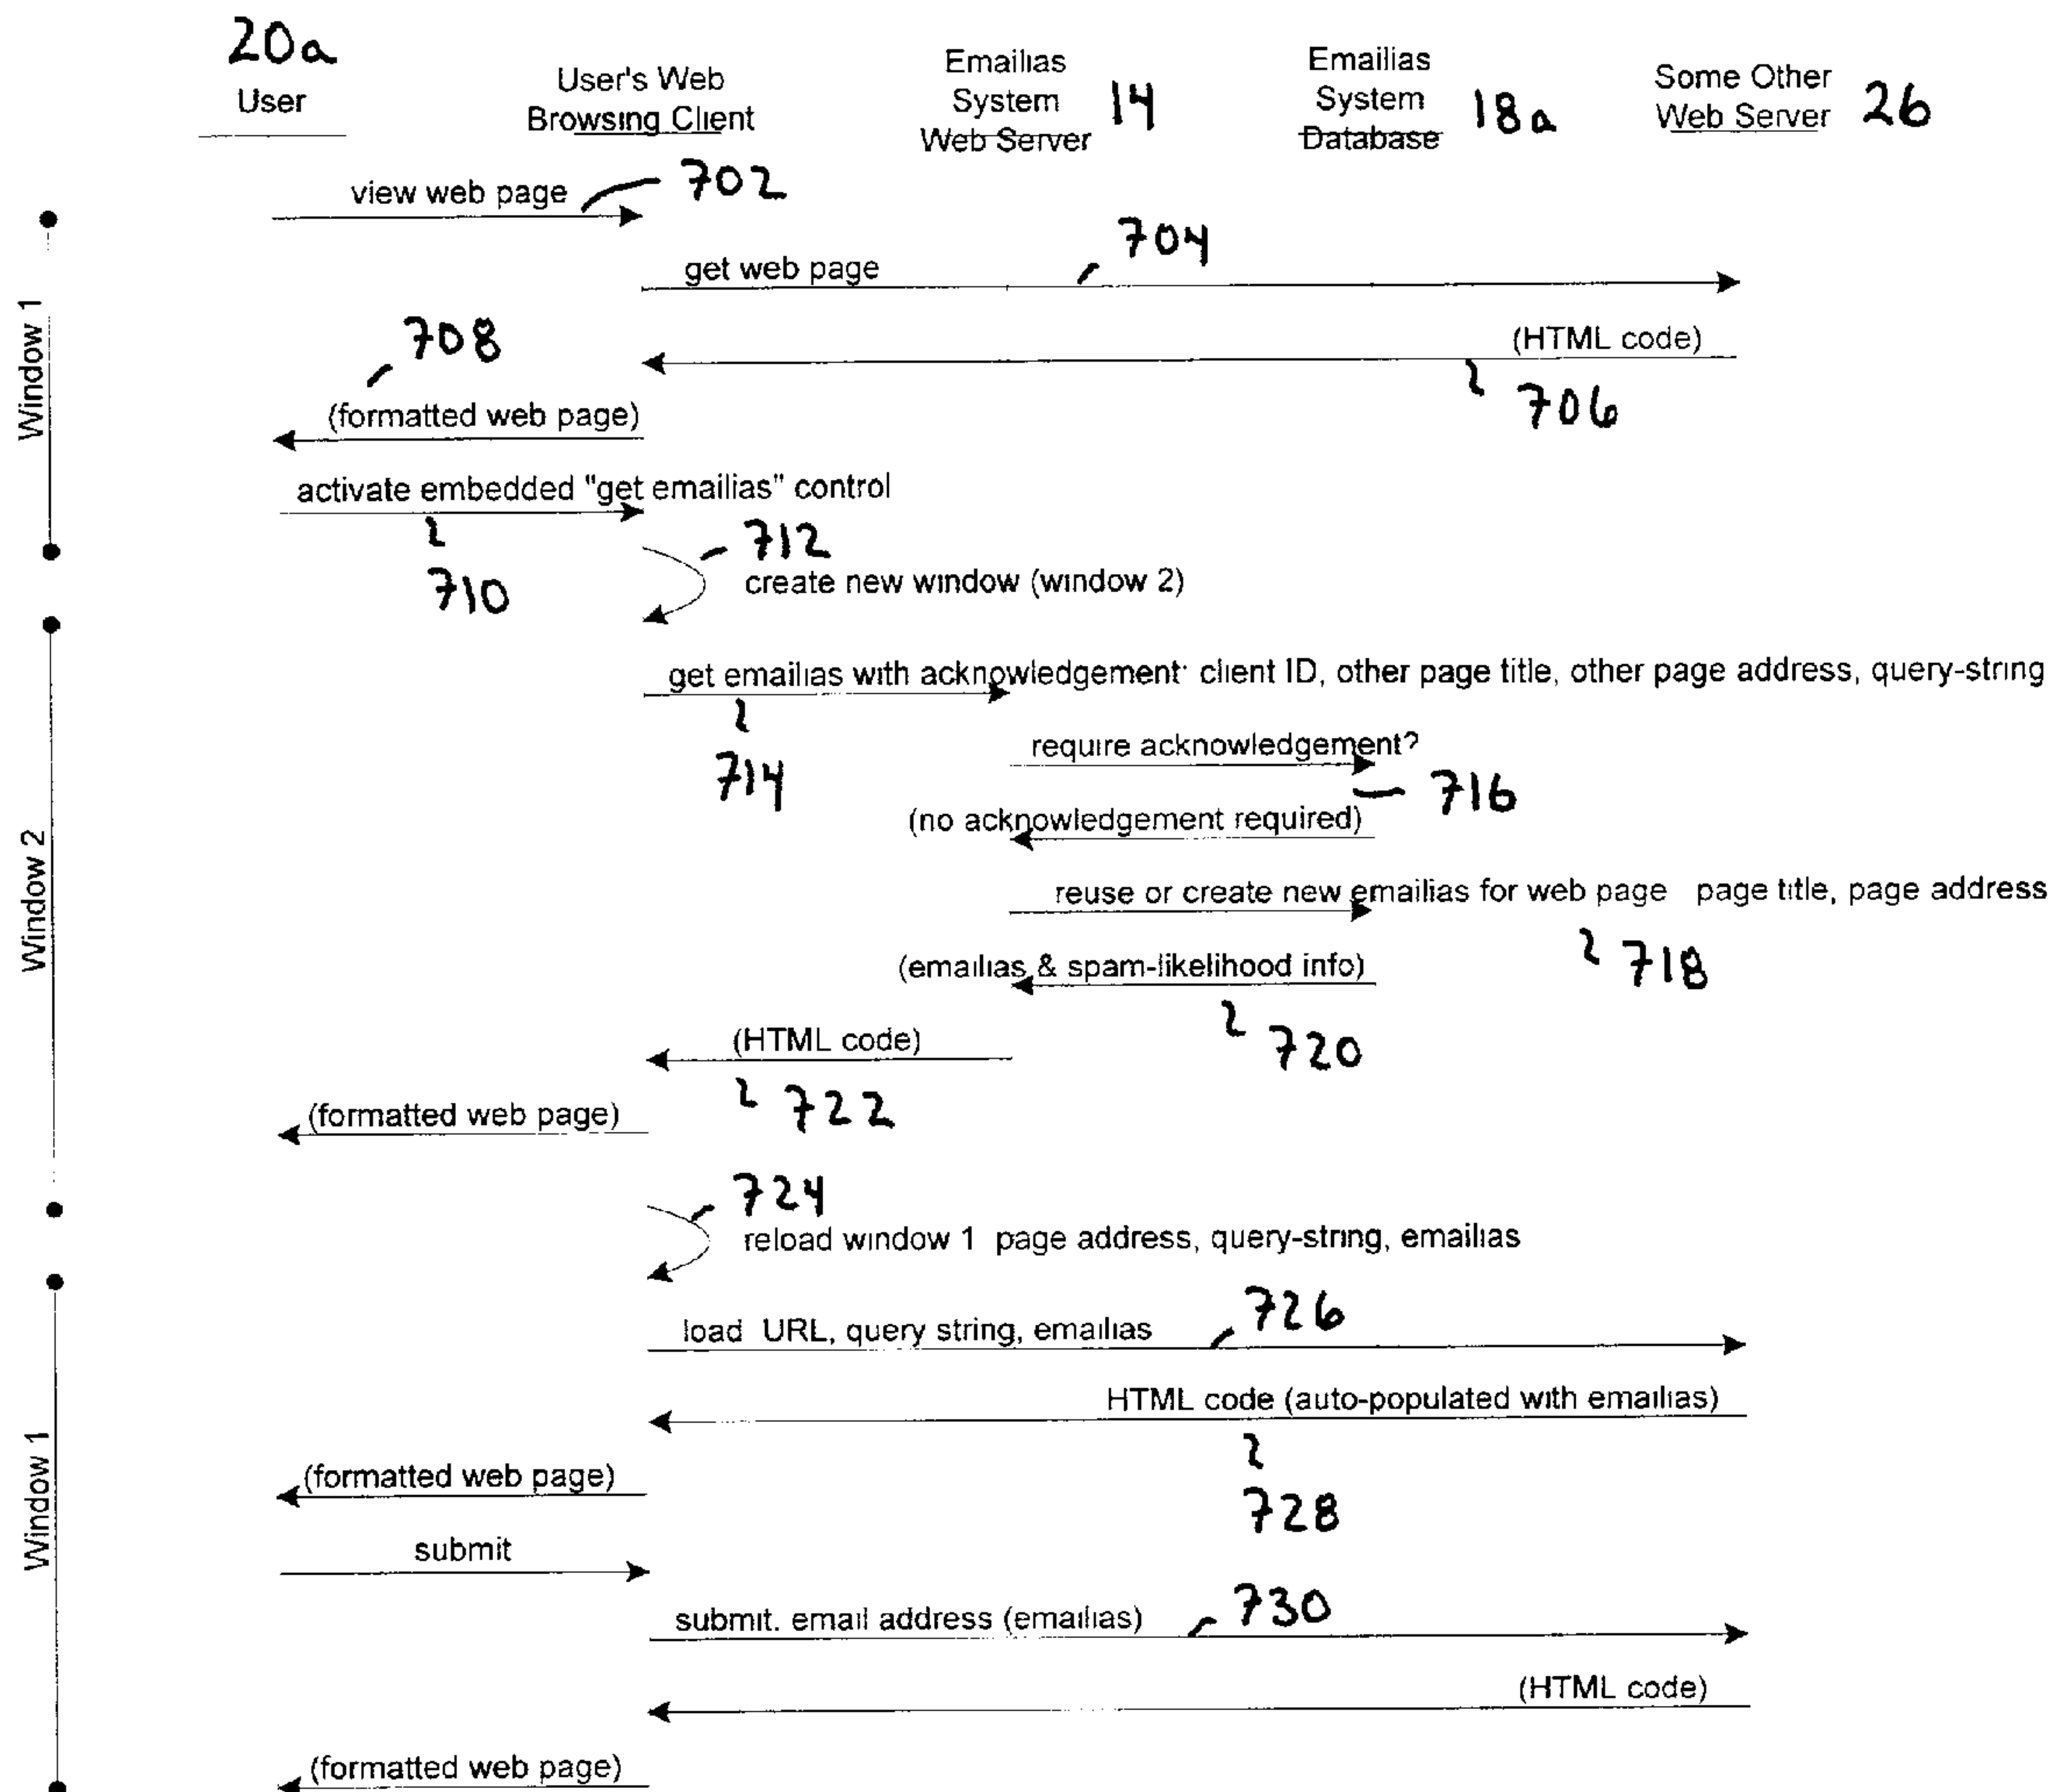 20a
User
User's Web
Browsing Client
Emailias
System
Web Server
14
Emailias
System
Database
18a
Some Other
Web Server
26
view web page
702
704
get web page
Window 1
(HTML code)
706
708
(formatted web page)
activate embedded "get emailias" control
710
712
create new window (window 2)
Window 2
get emailias with acknowledgement: client ID, other page title, other page address, query-string
714
require acknowledgement?
716
(no acknowledgement required)
reuse or create new emailias for web page page title, page address
718
(emailias & spam-likelihood info)
720
(HTML code)
722
(formatted web page)
724
reload window 1 page address, query-string, emailias
Window 1
726
load URL, query string, emailias
HTML code (auto-populated with emailias)
728
(formatted web page)
submit
730
submit. email address (emailias)
(HTML code)
(formatted web page)